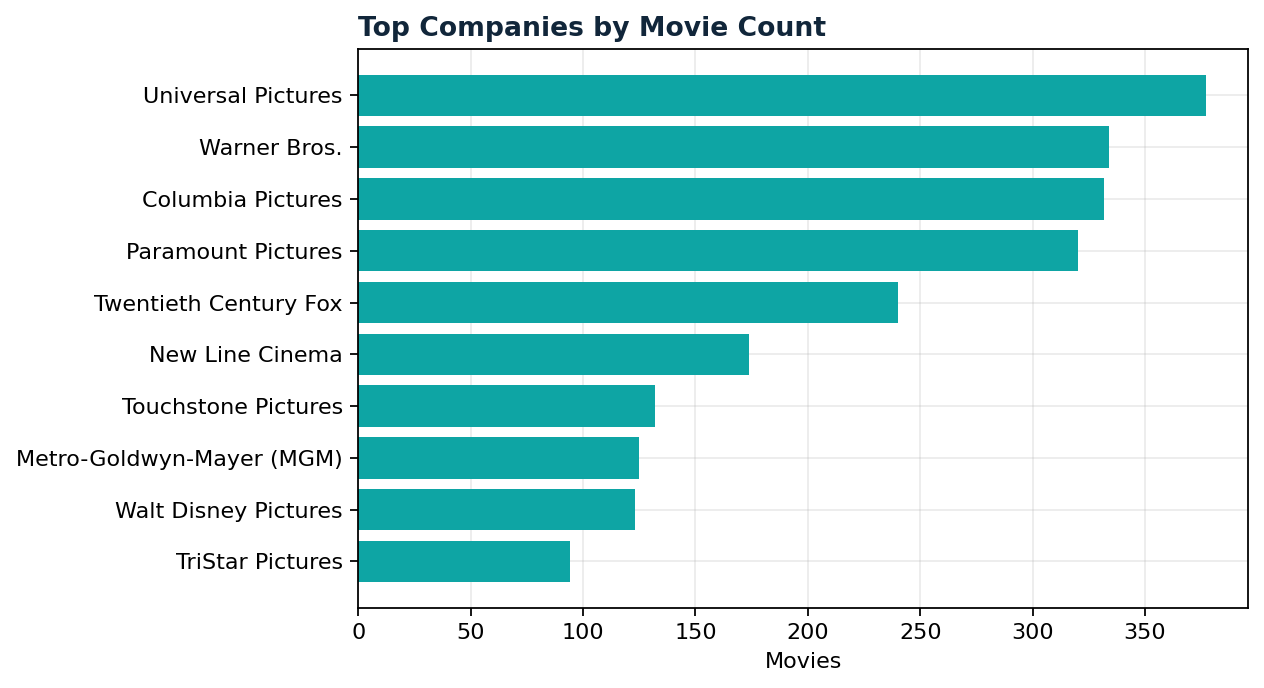 Top Companies by Movie Count
Universal Pictures
Warner Bros.
Columbia Pictures
Paramount Pictures
Twentieth Century Fox
New Line Cinema
Touchstone Pictures
Metro-Goldwyn-Mayer (MGM)
Walt Disney Pictures
TriStar Pictures
0 50 100 150 200 250 300 350
Movies